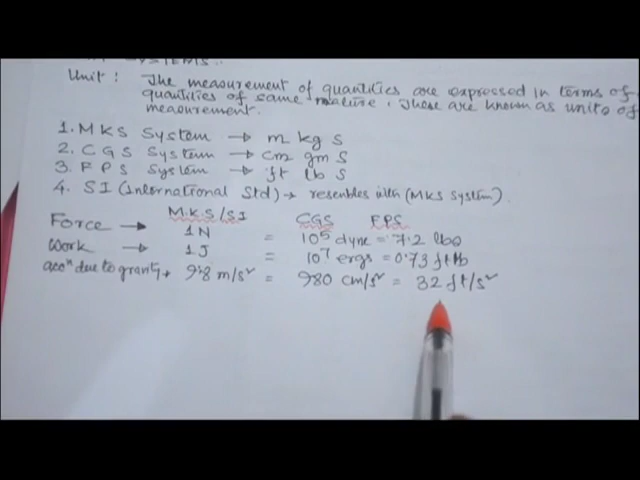 SYSTEMS.
Unit : The measurement of quantities are expressed in terms of
quantities of same nature. These are known as units of
measurement.
1. MKS System → m kg s
2. CGS System → cm gm s
3. FPS System → ft lb s
4. SI (International Std) → resembles with (MKS System).
M.K.S/SI CGS FPS
Force → 1N = 10⁵ dyne = 7.2 lbs
Work → 1J = 10⁷ ergs = 0.73 ft lb
accⁿ due to gravity → 9.8 m/s² = 980 cm/s² = 32 ft/s²